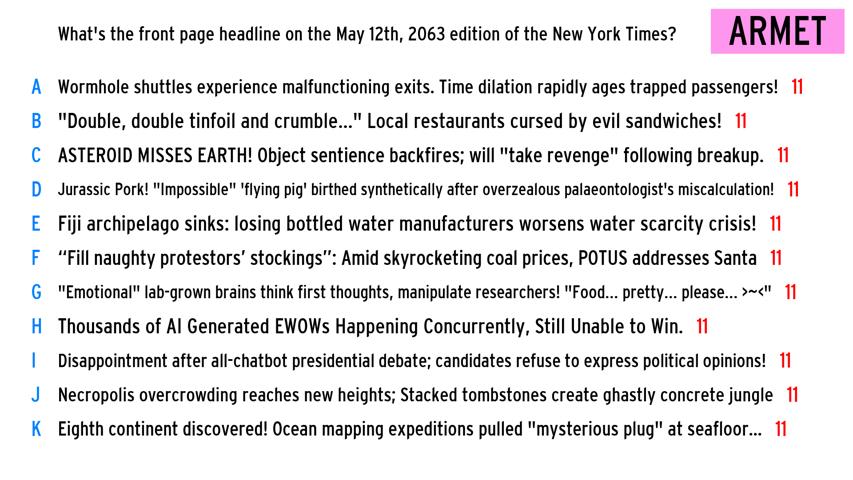 What's the front page headline on the May 12th, 2063 edition of the New York Times? ARMET
A Wormhole shuttles experience malfunctioning exits. Time dilation rapidly ages trapped passengers! 11
B "Double, double tinfoil and crumble..." Local restaurants cursed by evil sandwiches! 11
C ASTEROID MISSES EARTH! Object sentience backfires; will "take revenge" following breakup. 11
D Jurassic Pork! "Impossible" 'flying pig' birthed synthetically after overzealous palaeontologist's miscalculation! 11
E Fiji archipelago sinks: losing bottled water manufacturers worsens water scarcity crisis! 11
F “Fill naughty protestors’ stockings”: Amid skyrocketing coal prices, POTUS addresses Santa 11
G "Emotional" lab-grown brains think first thoughts, manipulate researchers! "Food... pretty... please... >~<" 11
H Thousands of AI Generated EWOWs Happening Concurrently, Still Unable to Win. 11
I Disappointment after all-chatbot presidential debate; candidates refuse to express political opinions! 11
J Necropolis overcrowding reaches new heights; Stacked tombstones create ghastly concrete jungle 11
K Eighth continent discovered! Ocean mapping expeditions pulled "mysterious plug" at seafloor... 11